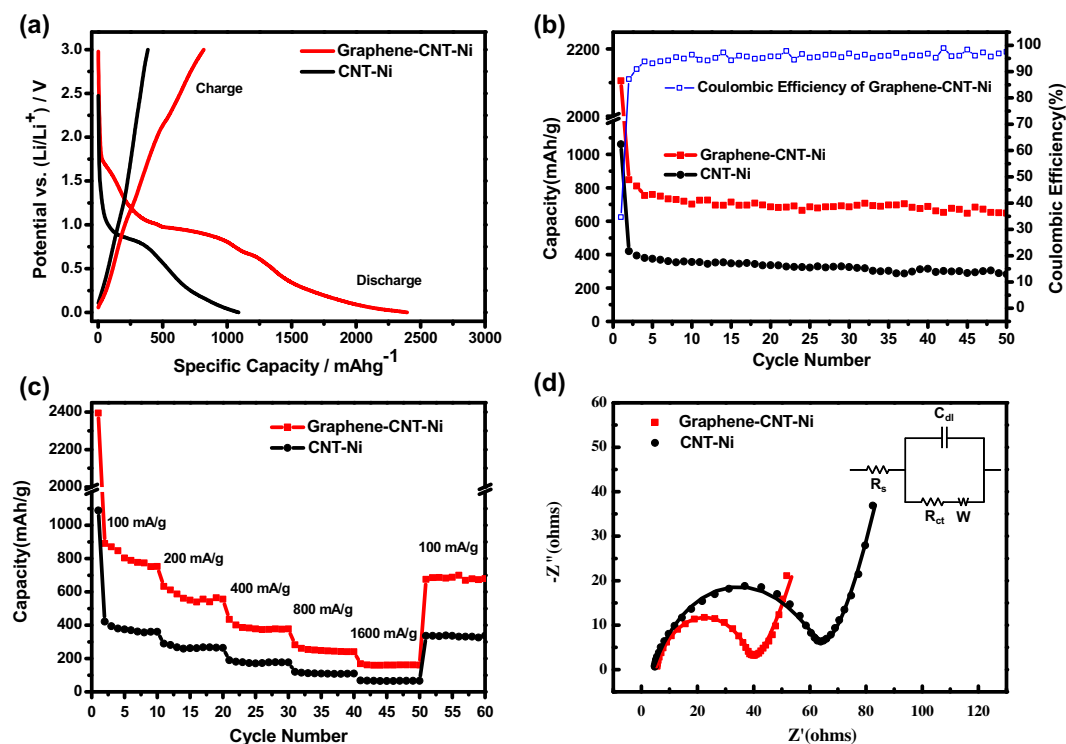 (a)
Graphene-CNT-Ni
CNT-Ni
Charge
Discharge
Potential vs. (Li/Li⁺) / V
3.0
2.5
2.0
1.5
1.0
0.5
0.0
0 500 1000 1500 2000 2500 3000
Specific Capacity / mAhg⁻¹
(b)
Coulombic Efficiency of Graphene-CNT-Ni
Graphene-CNT-Ni
CNT-Ni
Capacity(mAh/g)
2200
2000
1000
800
600
400
200
0
Coulombic Efficiency(%)
100
90
80
70
60
50
40
30
20
10
0
0 5 10 15 20 25 30 35 40 45 50
Cycle Number
(c)
Graphene-CNT-Ni
CNT-Ni
100 mA/g
200 mA/g
400 mA/g
800 mA/g
1600 mA/g
100 mA/g
Capacity(mAh/g)
2400
2200
2000
1000
800
600
400
200
0
0 5 10 15 20 25 30 35 40 45 50 55 60
Cycle Number
(d)
Graphene-CNT-Ni
CNT-Ni
C_dl
R_s
R_ct W
-Z''(ohms)
60
50
40
30
20
10
0
0 20 40 60 80 100 120
Z'(ohms)